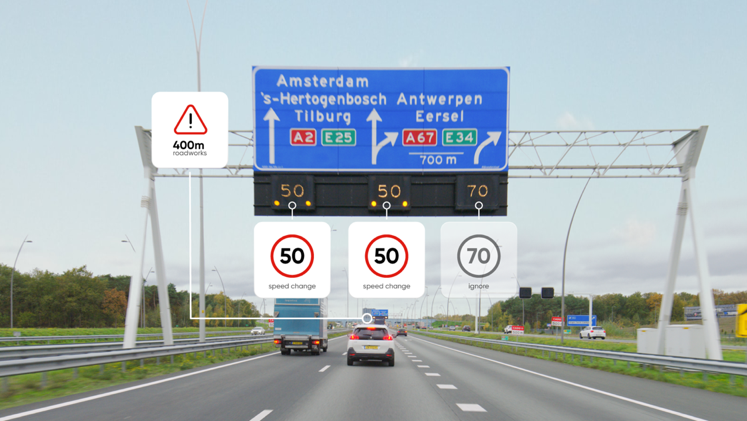 Amsterdam
's-Hertogenbosch Antwerpen
Tilburg Eersel
A2 E25 A67 E34
700 m
!
400m
roadworks
50 50 70
50 50 70
speed change speed change ignore